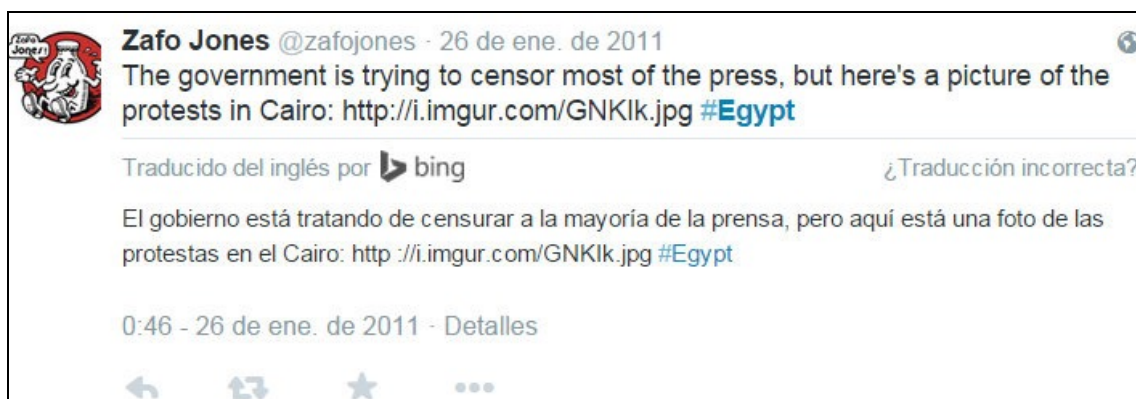 Zafo Jones!
Zafo Jones @zafojones · 26 de ene. de 2011
The government is trying to censor most of the press, but here's a picture of the
protests in Cairo: http://i.imgur.com/GNKIk.jpg #Egypt
Traducido del inglés por bing ¿Traducción incorrecta?
El gobierno está tratando de censurar a la mayoría de la prensa, pero aquí está una foto de las
protestas en el Cairo: http ://i.imgur.com/GNKIk.jpg #Egypt
0:46 - 26 de ene. de 2011 · Detalles